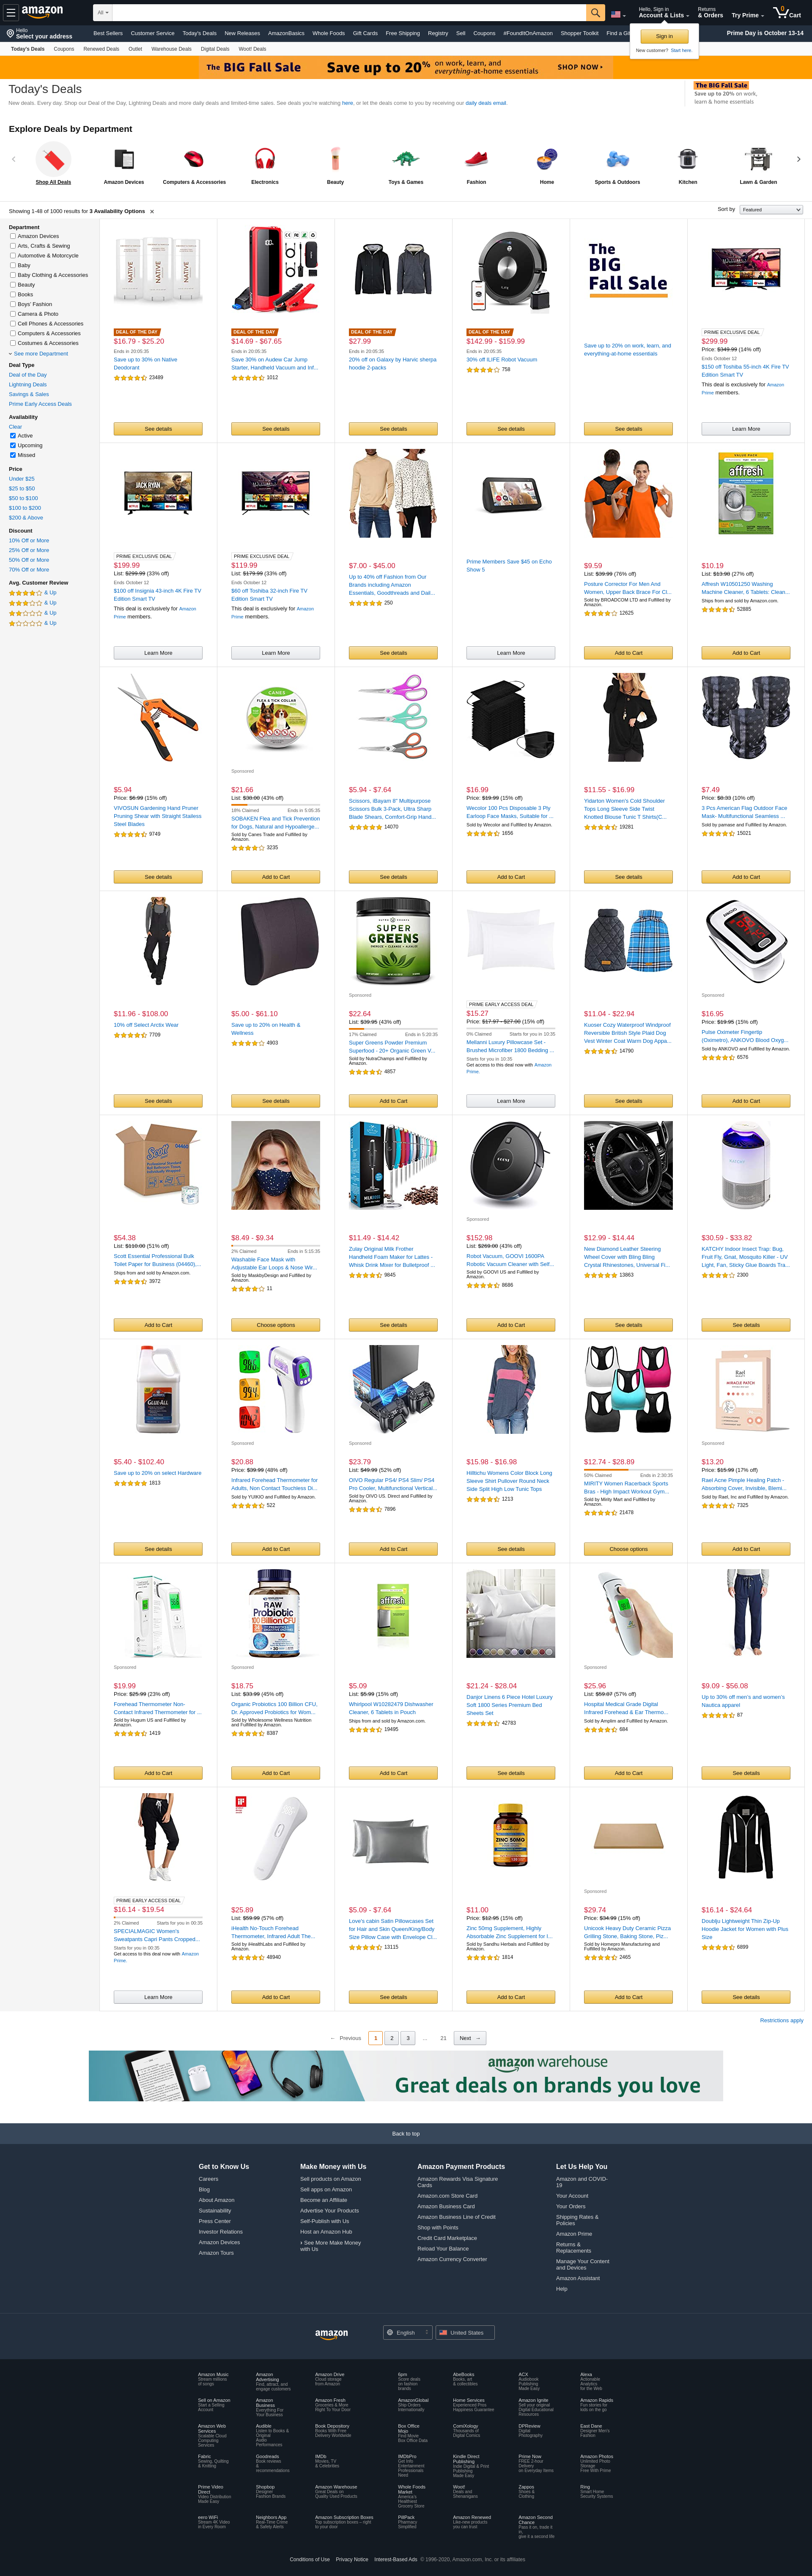 Hello
Select your address
All
Hello, Sign in
Account & Lists
Returns
& Orders
Try Prime
0
Cart
Best Sellers
Customer Service
Today's Deals
New Releases
AmazonBasics
Whole Foods
Gift Cards
Free Shipping
Registry
Sell
Coupons
#FoundItOnAmazon
Shopper Toolkit
Find a Gi
Prime Day is October 13-14
Sign in
New customer? Start here.
Today's Deals
Coupons
Renewed Deals
Outlet
Warehouse Deals
Digital Deals
Woot! Deals
The BIG Fall Sale
Save up to 20% on work, learn,
and everything-at-home essentials
SHOP NOW
Today's Deals
New deals. Every day. Shop our Deal of the Day, Lightning Deals and more daily deals and limited-time sales. See deals you're watching here, or let the deals come to you by receiving our daily deals email.
The BIG Fall Sale
Save up to 20% on work,
learn & home essentials
Explore Deals by Department
Shop All Deals
Amazon Devices
Computers & Accessories
Electronics
Beauty
Toys & Games
Fashion
Home
Sports & Outdoors
Kitchen
Lawn & Garden
Showing 1-48 of 1000 results for 3 Availability Options
Sort by
Featured
Department
Amazon Devices
Arts, Crafts & Sewing
Automotive & Motorcycle
Baby
Baby Clothing & Accessories
Beauty
Books
Boys' Fashion
Camera & Photo
Cell Phones & Accessories
Computers & Accessories
Costumes & Accessories
See more Department
Deal Type
Deal of the Day
Lightning Deals
Savings & Sales
Prime Early Access Deals
Availability
Clear
Active
Upcoming
Missed
Price
Under $25
$25 to $50
$50 to $100
$100 to $200
$200 & Above
Discount
10% Off or More
25% Off or More
50% Off or More
70% Off or More
Avg. Customer Review
& Up
& Up
& Up
& Up
DEAL OF THE DAY
$16.79 - $25.20
Ends in 20:05:35
Save up to 30% on Native
Deodorant
23489
See details
DEAL OF THE DAY
$14.69 - $67.65
Ends in 20:05:35
Save 30% on Audew Car Jump
Starter, Handheld Vacuum and Inf...
1012
See details
DEAL OF THE DAY
$27.99
Ends in 20:05:35
20% off on Galaxy by Harvic sherpa
hoodie 2-packs
See details
DEAL OF THE DAY
$142.99 - $159.99
Ends in 20:05:35
30% off ILIFE Robot Vacuum
758
See details
The
BIG
Fall Sale
Save up to 20% on work, learn, and
everything-at-home essentials
See details
PRIME EXCLUSIVE DEAL
$299.99
Price: $349.99 (14% off)
Ends October 12
$150 off Toshiba 55-inch 4K Fire TV
Edition Smart TV
This deal is exclusively for Amazon
Prime members.
Learn More
PRIME EXCLUSIVE DEAL
$199.99
List: $299.99 (33% off)
Ends October 12
$100 off Insignia 43-inch 4K Fire TV
Edition Smart TV
This deal is exclusively for Amazon
Prime members.
Learn More
PRIME EXCLUSIVE DEAL
$119.99
List: $179.99 (33% off)
Ends October 12
$60 off Toshiba 32-inch Fire TV
Edition Smart TV
This deal is exclusively for Amazon
Prime members.
Learn More
$7.00 - $45.00
Up to 40% off Fashion from Our
Brands including Amazon
Essentials, Goodthreads and Dail...
250
See details
Prime Members Save $45 on Echo
Show 5
Learn More
$9.59
List: $39.99 (76% off)
Posture Corrector For Men And
Women, Upper Back Brace For Cl...
Sold by BROADCOM LTD and Fulfilled by
Amazon.
12625
Add to Cart
affresh
$10.19
List: $13.98 (27% off)
Affresh W10501250 Washing
Machine Cleaner, 6 Tablets: Clean...
Ships from and sold by Amazon.com.
52885
Add to Cart
$5.94
Price: $6.99 (15% off)
VIVOSUN Gardening Hand Pruner
Pruning Shear with Straight Stailess
Steel Blades
9749
See details
Sponsored
$21.66
List: $38.00 (43% off)
18% Claimed
Ends in 5:05:35
SOBAKEN Flea and Tick Prevention
for Dogs, Natural and Hypoallerge...
Sold by Canes Trade and Fulfilled by
Amazon.
3235
Add to Cart
$5.94 - $7.64
Scissors, iBayam 8" Multipurpose
Scissors Bulk 3-Pack, Ultra Sharp
Blade Shears, Comfort-Grip Hand...
14070
See details
$16.99
Price: $19.99 (15% off)
Wecolor 100 Pcs Disposable 3 Ply
Earloop Face Masks, Suitable for ...
Sold by Wecolor and Fulfilled by Amazon.
1656
Add to Cart
$11.55 - $16.99
Yidarton Women's Cold Shoulder
Tops Long Sleeve Side Twist
Knotted Blouse Tunic T Shirts(C...
19281
See details
$7.49
Price: $8.33 (10% off)
3 Pcs American Flag Outdoor Face
Mask- Multifunctional Seamless ...
Sold by pamase and Fulfilled by Amazon.
15021
Add to Cart
$11.96 - $108.00
10% off Select Arctix Wear
7709
See details
$5.00 - $61.10
Save up to 20% on Health &
Wellness
4903
See details
SUPER
GREENS
Sponsored
$22.64
List: $39.95 (43% off)
17% Claimed
Ends in 5:20:35
Super Greens Powder Premium
Superfood - 20+ Organic Green V...
Sold by NutraChamps and Fulfilled by
Amazon.
4857
Add to Cart
PRIME EARLY ACCESS DEAL
$15.27
Price: $17.97 - $27.90 (15% off)
0% Claimed
Starts for you in 10:35
Mellanni Luxury Pillowcase Set -
Brushed Microfiber 1800 Bedding ...
Starts for you in 10:35
Get access to this deal now with Amazon
Prime.
Learn More
$11.04 - $22.94
Kuoser Cozy Waterproof Windproof
Reversible British Style Plaid Dog
Vest Winter Coat Warm Dog Appa...
14790
See details
Sponsored
$16.95
Price: $19.95 (15% off)
Pulse Oximeter Fingertip
(Oximetro), ANKOVO Blood Oxyg...
Sold by ANKOVO and Fulfilled by Amazon.
6576
Add to Cart
$54.38
List: $110.00 (51% off)
Scott Essential Professional Bulk
Toilet Paper for Business (04460),...
Ships from and sold by Amazon.com.
3972
Add to Cart
$8.49 - $9.34
2% Claimed
Ends in 5:15:35
Washable Face Mask with
Adjustable Ear Loops & Nose Wir...
Sold by MaskbyDesign and Fulfilled by
Amazon.
11
Choose options
$11.49 - $14.42
Zulay Original Milk Frother
Handheld Foam Maker for Lattes -
Whisk Drink Mixer for Bulletproof ...
9845
See details
Sponsored
$152.98
List: $269.00 (43% off)
Robot Vacuum, GOOVI 1600PA
Robotic Vacuum Cleaner with Self...
Sold by GOOVI US and Fulfilled by
Amazon.
8686
Add to Cart
$12.99 - $14.44
New Diamond Leather Steering
Wheel Cover with Bling Bling
Crystal Rhinestones, Universal Fi...
13863
See details
$30.59 - $33.82
KATCHY Indoor Insect Trap: Bug,
Fruit Fly, Gnat, Mosquito Killer - UV
Light, Fan, Sticky Glue Boards Tra...
2300
See details
GLUE-ALL
$5.40 - $102.40
Save up to 20% on select Hardware
1813
See details
Sponsored
$20.88
Price: $39.99 (48% off)
Infrared Forehead Thermometer for
Adults, Non Contact Touchless Di...
Sold by YUIKIO and Fulfilled by Amazon.
522
Add to Cart
Sponsored
$23.79
List: $49.99 (52% off)
OIVO Regular PS4/ PS4 Slim/ PS4
Pro Cooler, Multifunctional Vertical...
Sold by OIVO US. Direct and Fulfilled by
Amazon.
7896
Add to Cart
$15.98 - $16.98
Hilltichu Womens Color Block Long
Sleeve Shirt Pullover Round Neck
Side Split High Low Tunic Tops
1213
See details
$12.74 - $28.89
50% Claimed
Ends in 2:30:35
MIRITY Women Racerback Sports
Bras - High Impact Workout Gym...
Sold by Mirity Mart and Fulfilled by
Amazon.
21478
Choose options
Rael
MIRACLE PATCH
Sponsored
$13.20
Price: $15.99 (17% off)
Rael Acne Pimple Healing Patch -
Absorbing Cover, Invisible, Blemi...
Sold by Rael, Inc and Fulfilled by Amazon.
7325
Add to Cart
Sponsored
$19.99
Price: $25.99 (23% off)
Forehead Thermometer Non-
Contact Infrared Thermometer for ...
Sold by Hugum US and Fulfilled by
Amazon.
1419
Add to Cart
RAW
Probiotic
100 Billion CFU
Sponsored
$18.75
List: $33.99 (45% off)
Organic Probiotics 100 Billion CFU,
Dr. Approved Probiotics for Wom...
Sold by Wholesome Wellness Nutrition
and Fulfilled by Amazon.
8387
Add to Cart
affresh
$5.09
List: $5.99 (15% off)
Whirlpool W10282479 Dishwasher
Cleaner, 6 Tablets in Pouch
Ships from and sold by Amazon.com.
19495
Add to Cart
$21.24 - $28.04
Danjor Linens 6 Piece Hotel Luxury
Soft 1800 Series Premium Bed
Sheets Set
42783
See details
Sponsored
$25.96
List: $59.87 (57% off)
Hospital Medical Grade Digital
Infrared Forehead & Ear Thermo...
Sold by Amplim and Fulfilled by Amazon.
684
Add to Cart
$9.09 - $56.08
Up to 30% off men's and women's
Nautica apparel
87
See details
PRIME EARLY ACCESS DEAL
$16.14 - $19.54
2% Claimed
Starts for you in 00:35
SPECIALMAGIC Women's
Sweatpants Capri Pants Cropped...
Starts for you in 00:35
Get access to this deal now with Amazon
Prime.
Learn More
$25.89
List: $59.99 (57% off)
iHealth No-Touch Forehead
Thermometer, Infrared Adult The...
Sold by iHealthLabs and Fulfilled by
Amazon.
48940
Add to Cart
$5.09 - $7.64
Love's cabin Satin Pillowcases Set
for Hair and Skin Queen/King/Body
Size Pillow Case with Envelope Cl...
13115
See details
ZINC 50MG
$11.00
Price: $12.95 (15% off)
Zinc 50mg Supplement, Highly
Absorbable Zinc Supplement for I...
Sold by Sandhu Herbals and Fulfilled by
Amazon.
1814
Add to Cart
Sponsored
$29.74
Price: $34.99 (15% off)
Unicook Heavy Duty Ceramic Pizza
Grilling Stone, Baking Stone, Piz...
Sold by Homepro Manufacturing and
Fulfilled by Amazon.
2465
Add to Cart
$16.14 - $24.64
Doublju Lightweight Thin Zip-Up
Hoodie Jacket for Women with Plus
Size
6899
See details
Restrictions apply
← Previous 1 2 3 ... 21 Next →
amazon warehouse
Great deals on brands you love
Back to top
Get to Know Us
Careers
Blog
About Amazon
Sustainability
Press Center
Investor Relations
Amazon Devices
Amazon Tours
Make Money with Us
Sell products on Amazon
Sell apps on Amazon
Become an Affiliate
Advertise Your Products
Self-Publish with Us
Host an Amazon Hub
› See More Make Money
with Us
Amazon Payment Products
Amazon Rewards Visa Signature
Cards
Amazon.com Store Card
Amazon Business Card
Amazon Business Line of Credit
Shop with Points
Credit Card Marketplace
Reload Your Balance
Amazon Currency Converter
Let Us Help You
Amazon and COVID-
19
Your Account
Your Orders
Shipping Rates &
Policies
Amazon Prime
Returns &
Replacements
Manage Your Content
and Devices
Amazon Assistant
Help
amazon
English
United States
Amazon Music
Stream millions
of songs
Amazon
Advertising
Find, attract, and
engage customers
Amazon Drive
Cloud storage
from Amazon
6pm
Score deals
on fashion
brands
AbeBooks
Books, art
& collectibles
ACX
Audiobook
Publishing
Made Easy
Alexa
Actionable
Analytics
for the Web
Sell on Amazon
Start a Selling
Account
Amazon
Business
Everything For
Your Business
Amazon Fresh
Groceries & More
Right To Your Door
AmazonGlobal
Ship Orders
Internationally
Home Services
Experienced Pros
Happiness Guarantee
Amazon Ignite
Sell your original
Digital Educational
Resources
Amazon Rapids
Fun stories for
kids on the go
Amazon Web
Services
Scalable Cloud
Computing
Services
Audible
Listen to Books &
Original
Audio
Performances
Book Depository
Books With Free
Delivery Worldwide
Box Office
Mojo
Find Movie
Box Office Data
ComiXology
Thousands of
Digital Comics
DPReview
Digital
Photography
East Dane
Designer Men's
Fashion
Fabric
Sewing, Quilting
& Knitting
Goodreads
Book reviews
&
recommendations
IMDb
Movies, TV
& Celebrities
IMDbPro
Get Info
Entertainment
Professionals
Need
Kindle Direct
Publishing
Indie Digital & Print
Publishing
Made Easy
Prime Now
FREE 2-hour
Delivery
on Everyday Items
Amazon Photos
Unlimited Photo
Storage
Free With Prime
Prime Video
Direct
Video Distribution
Made Easy
Shopbop
Designer
Fashion Brands
Amazon Warehouse
Great Deals on
Quality Used Products
Whole Foods
Market
America's
Healthiest
Grocery Store
Woot!
Deals and
Shenanigans
Zappos
Shoes &
Clothing
Ring
Smart Home
Security Systems
eero WiFi
Stream 4K Video
in Every Room
Neighbors App
Real-Time Crime
& Safety Alerts
Amazon Subscription Boxes
Top subscription boxes – right
to your door
PillPack
Pharmacy
Simplified
Amazon Renewed
Like-new products
you can trust
Amazon Second
Chance
Pass it on, trade it
in,
give it a second life
Conditions of Use
Privacy Notice
Interest-Based Ads
© 1996-2020, Amazon.com, Inc. or its affiliates